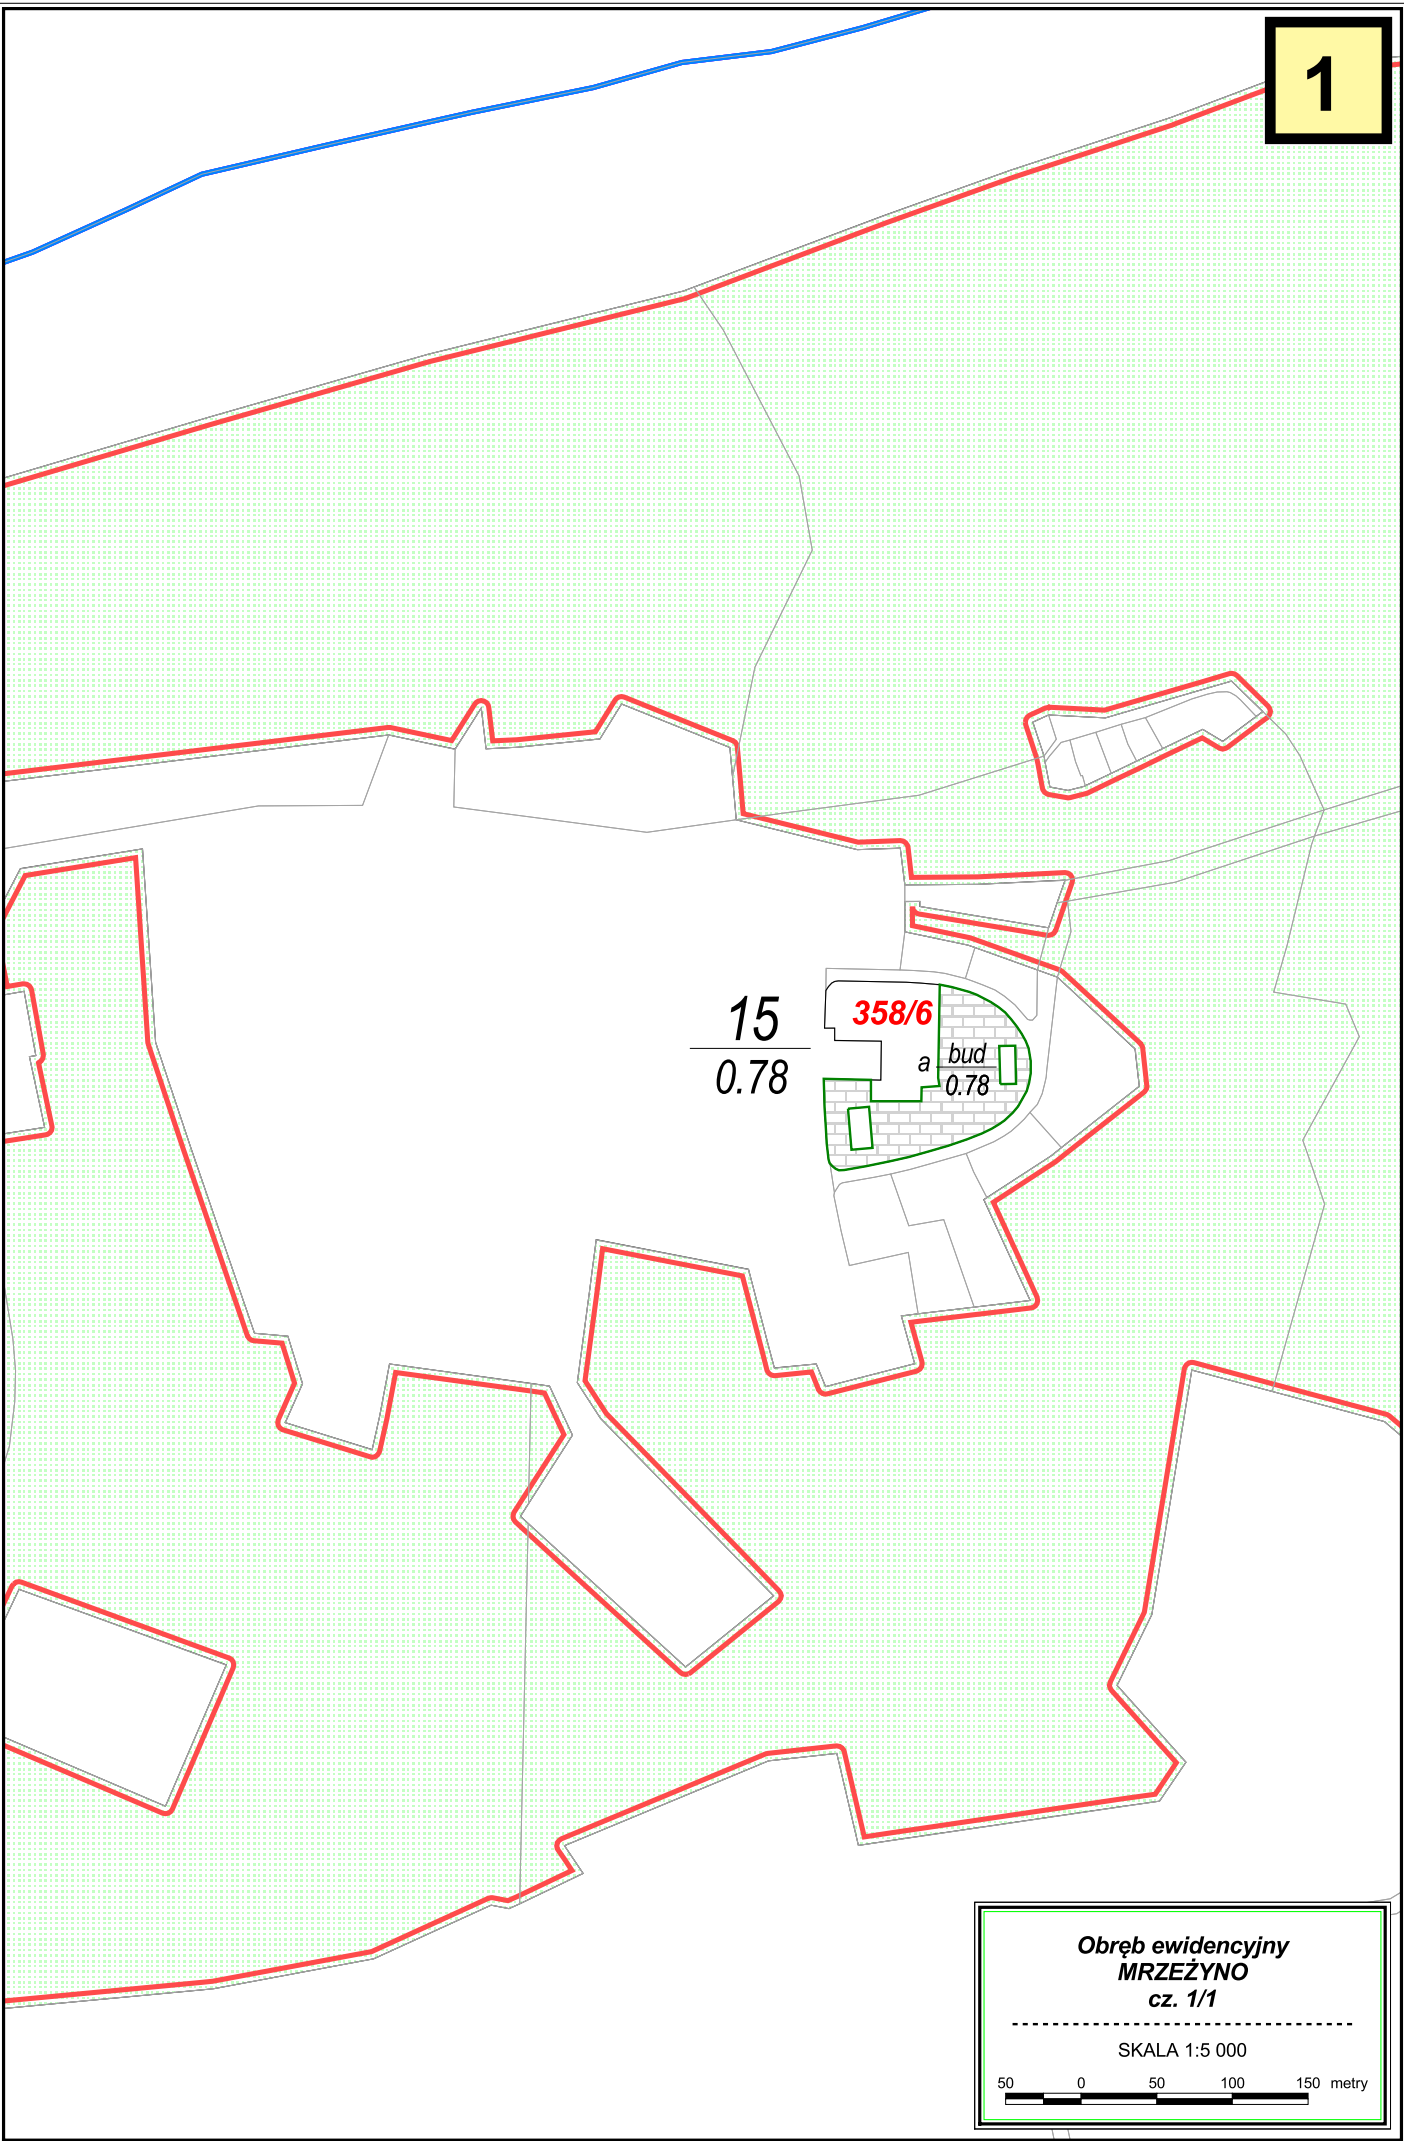 1
15
0.78
358/6
a bud
0.78
Obręb ewidencyjny
MRZEŻYNO
cz. 1/1
SKALA 1:5 000
50 0 50 100 150 metry